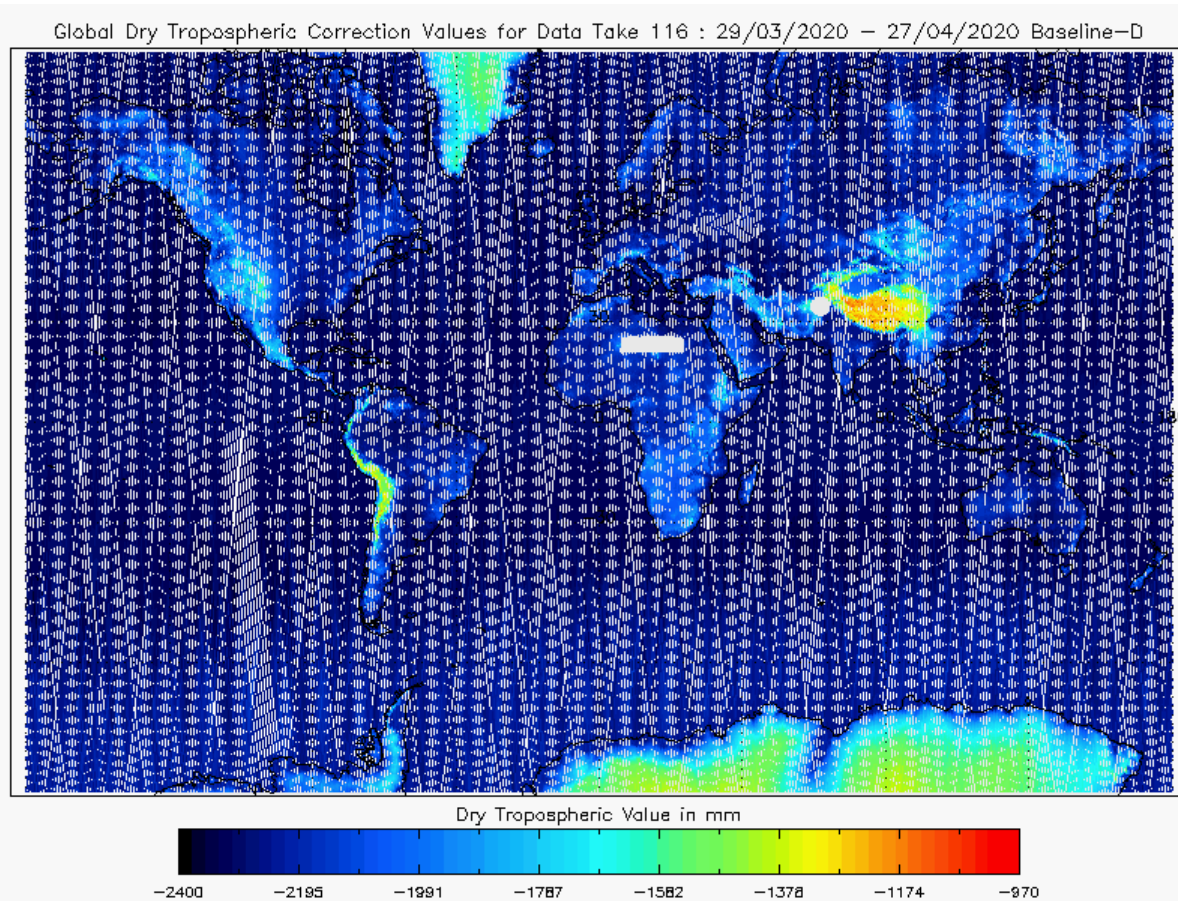 Global Dry Tropospheric Correction Values for Data Take 116 : 29/03/2020 – 27/04/2020 Baseline-D
Dry Tropospheric Value in mm
−2400 −2195 −1991 −1787 −1582 −1378 −1174 −970